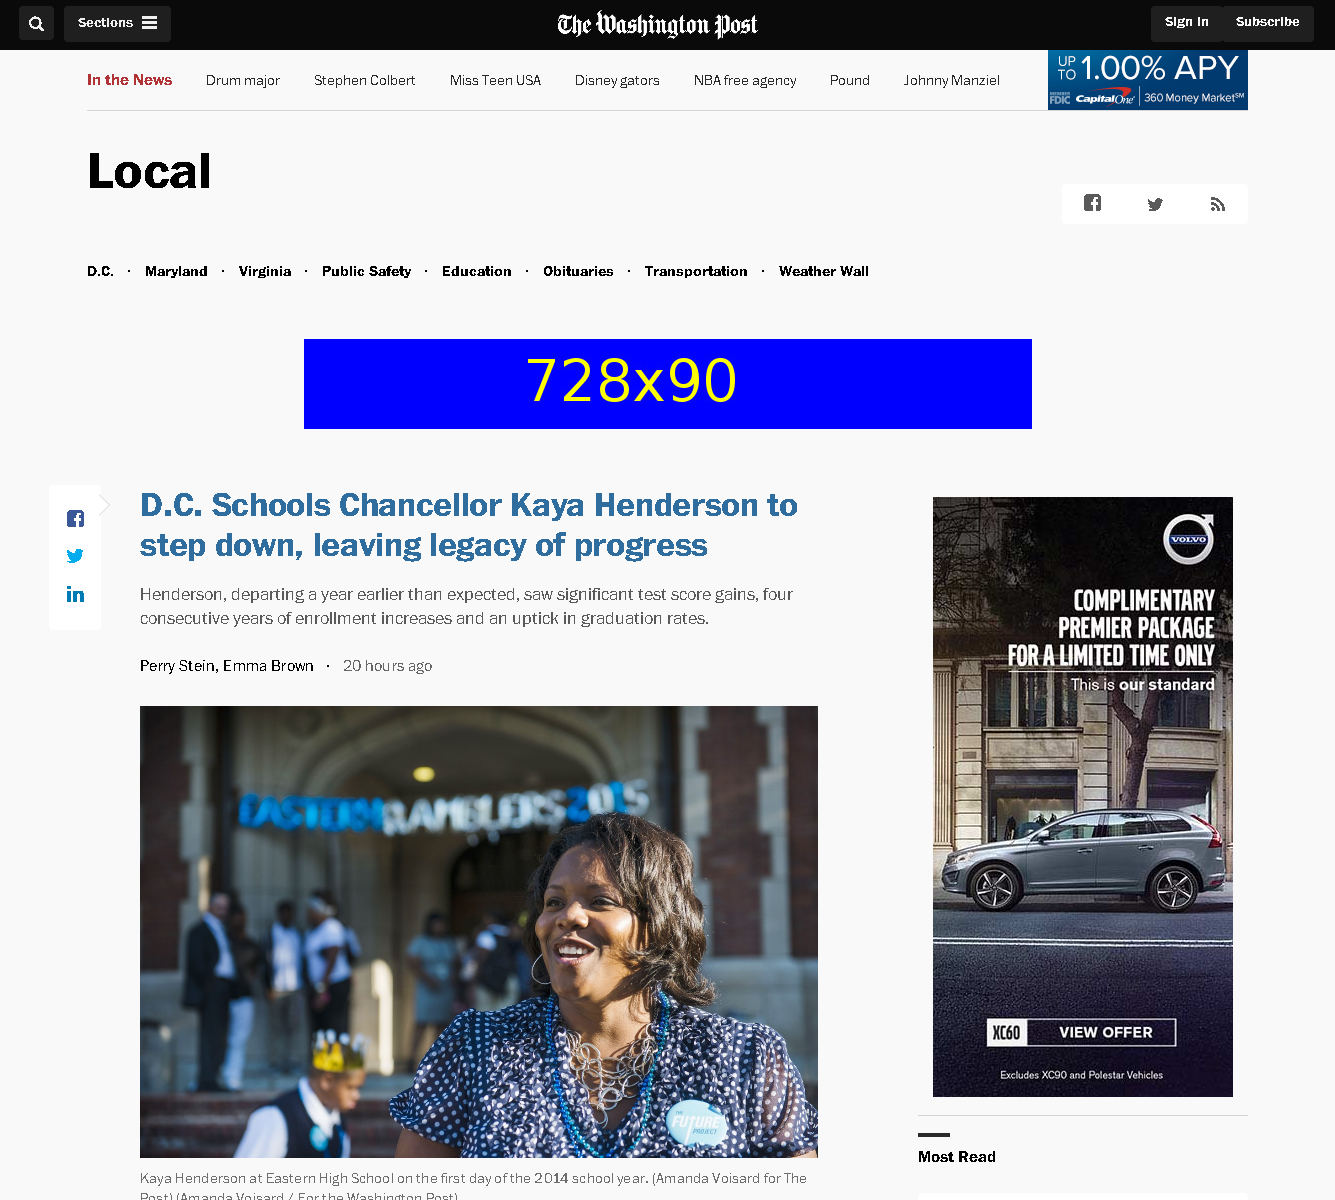 Sections
The Washington Post
Sign In
Subscribe
In the News
Drum major
Stephen Colbert
Miss Teen USA
Disney gators
NBA free agency
Pound
Johnny Manziel
UP TO 1.00% APY
MEMBER FDIC Capital One 360 Money Market℠
Local
D.C. · Maryland · Virginia · Public Safety · Education · Obituaries · Transportation · Weather Wall
728x90
D.C. Schools Chancellor Kaya Henderson to
step down, leaving legacy of progress
Henderson, departing a year earlier than expected, saw significant test score gains, four
consecutive years of enrollment increases and an uptick in graduation rates.
Perry Stein, Emma Brown · 20 hours ago
EASTERN RAMBLERS 2015
THE
FUTURE
PROJECT
Kaya Henderson at Eastern High School on the first day of the 2014 school year. (Amanda Voisard for The
Post) (Amanda Voisard / For the Washington Post)
VOLVO
COMPLIMENTARY
PREMIER PACKAGE
FOR A LIMITED TIME ONLY
This is our standard
XC60 VIEW OFFER
Excludes XC90 and Polestar Vehicles
Most Read